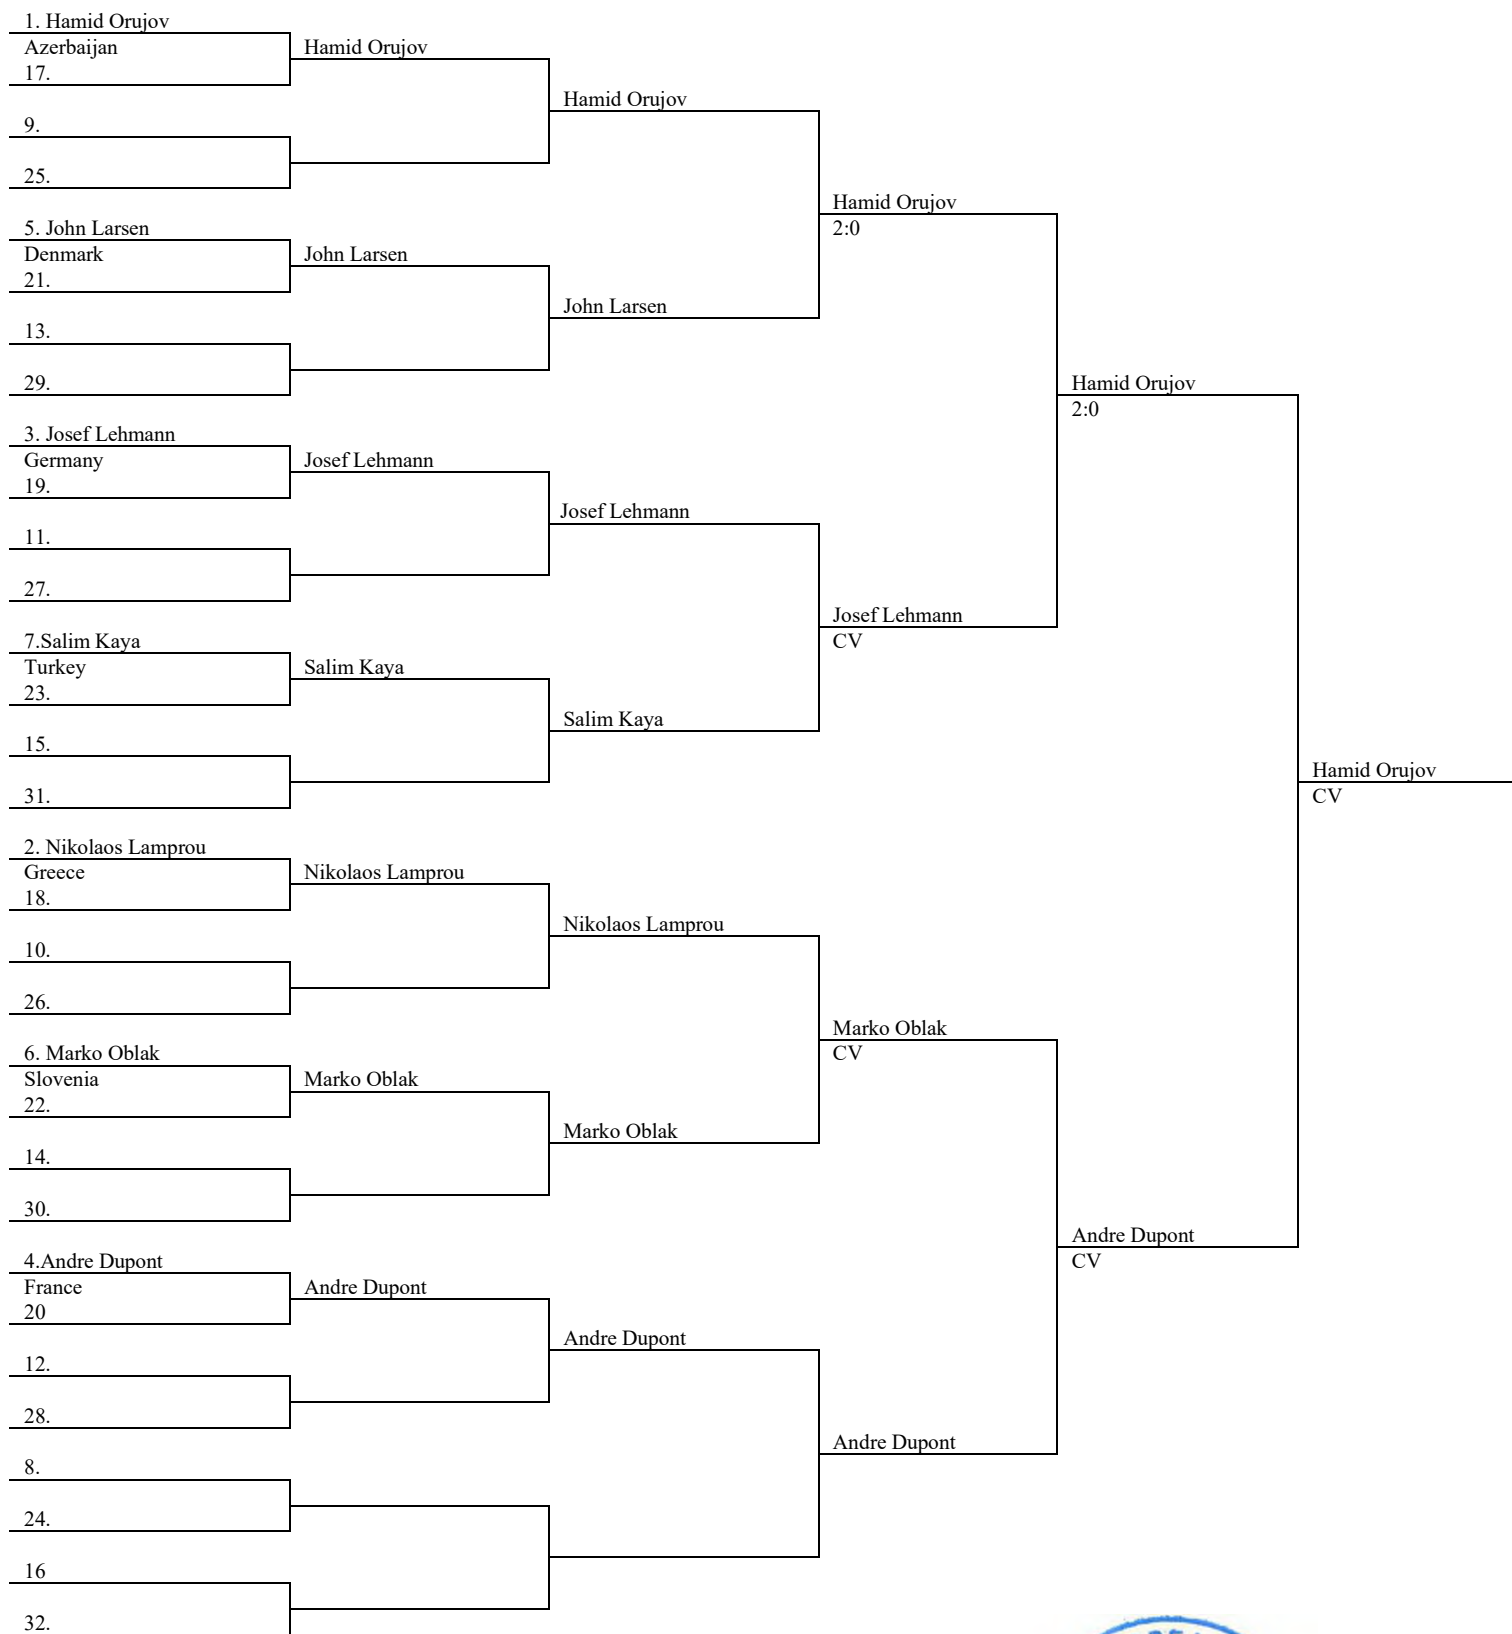 1. Hamid Orujov
Azerbaijan
17.
9.
25.
5. John Larsen
Denmark
21.
13.
29.
3. Josef Lehmann
Germany
19.
11.
27.
7.Salim Kaya
Turkey
23.
15.
31.
2. Nikolaos Lamprou
Greece
18.
10.
26.
6. Marko Oblak
Slovenia
22.
14.
30.
4.Andre Dupont
France
20
12.
28.
8.
24.
16
32.
Hamid Orujov
John Larsen
Josef Lehmann
Salim Kaya
Nikolaos Lamprou
Marko Oblak
Andre Dupont
Hamid Orujov
John Larsen
Josef Lehmann
Salim Kaya
Nikolaos Lamprou
Marko Oblak
Andre Dupont
Hamid Orujov
2:0
Josef Lehmann
CV
Marko Oblak
CV
Andre Dupont
Hamid Orujov
2:0
Andre Dupont
CV
Hamid Orujov
CV